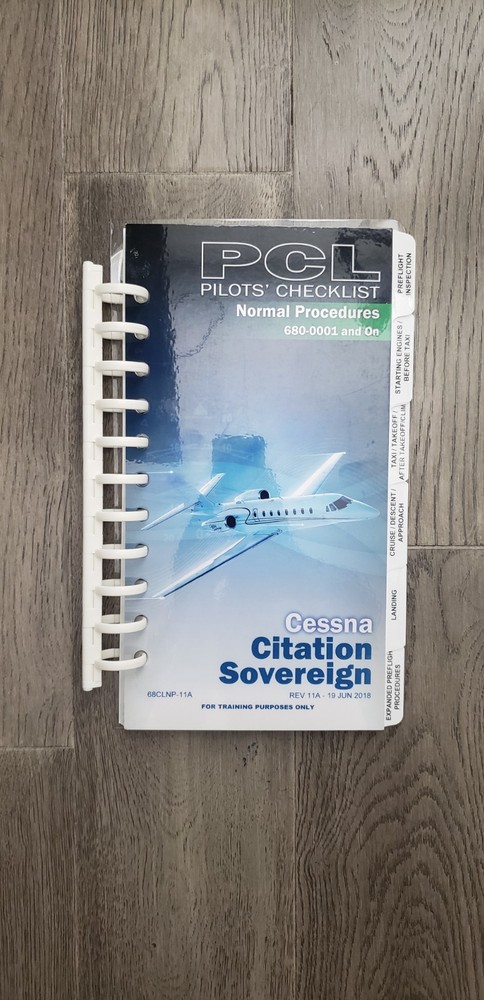 PCL
PILOTS' CHECKLIST
Normal Procedures
680-0001 and On
Cessna
Citation
Sovereign
68CLNP-11A
REV 11A - 19 JUN 2018
FOR TRAINING PURPOSES ONLY
PREFLIGHT
INSPECTION
STARTING ENGINES /
BEFORE TAXI
TAXI / TAKEOFF /
AFTER TAKEOFF/CLIM
CRUISE / DESCENT /
APPROACH
LANDING
EXPANDED PREFLIGH
PROCEDURES